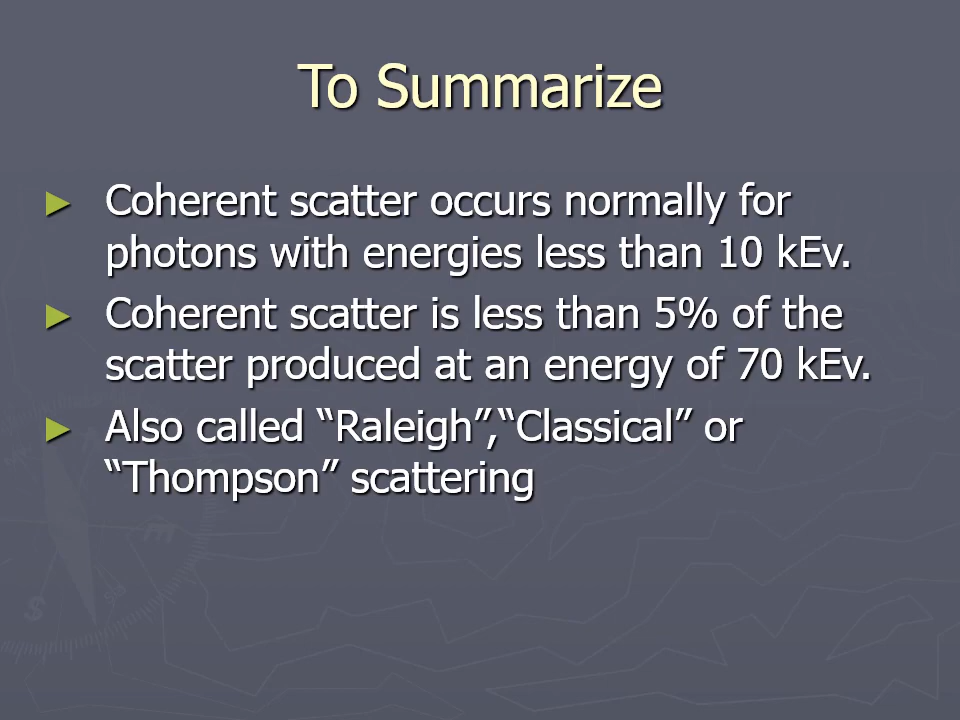 To Summarize
► Coherent scatter occurs normally for
photons with energies less than 10 kEv.
► Coherent scatter is less than 5% of the
scatter produced at an energy of 70 kEv.
► Also called “Raleigh”,“Classical” or
“Thompson” scattering
S
E
SE